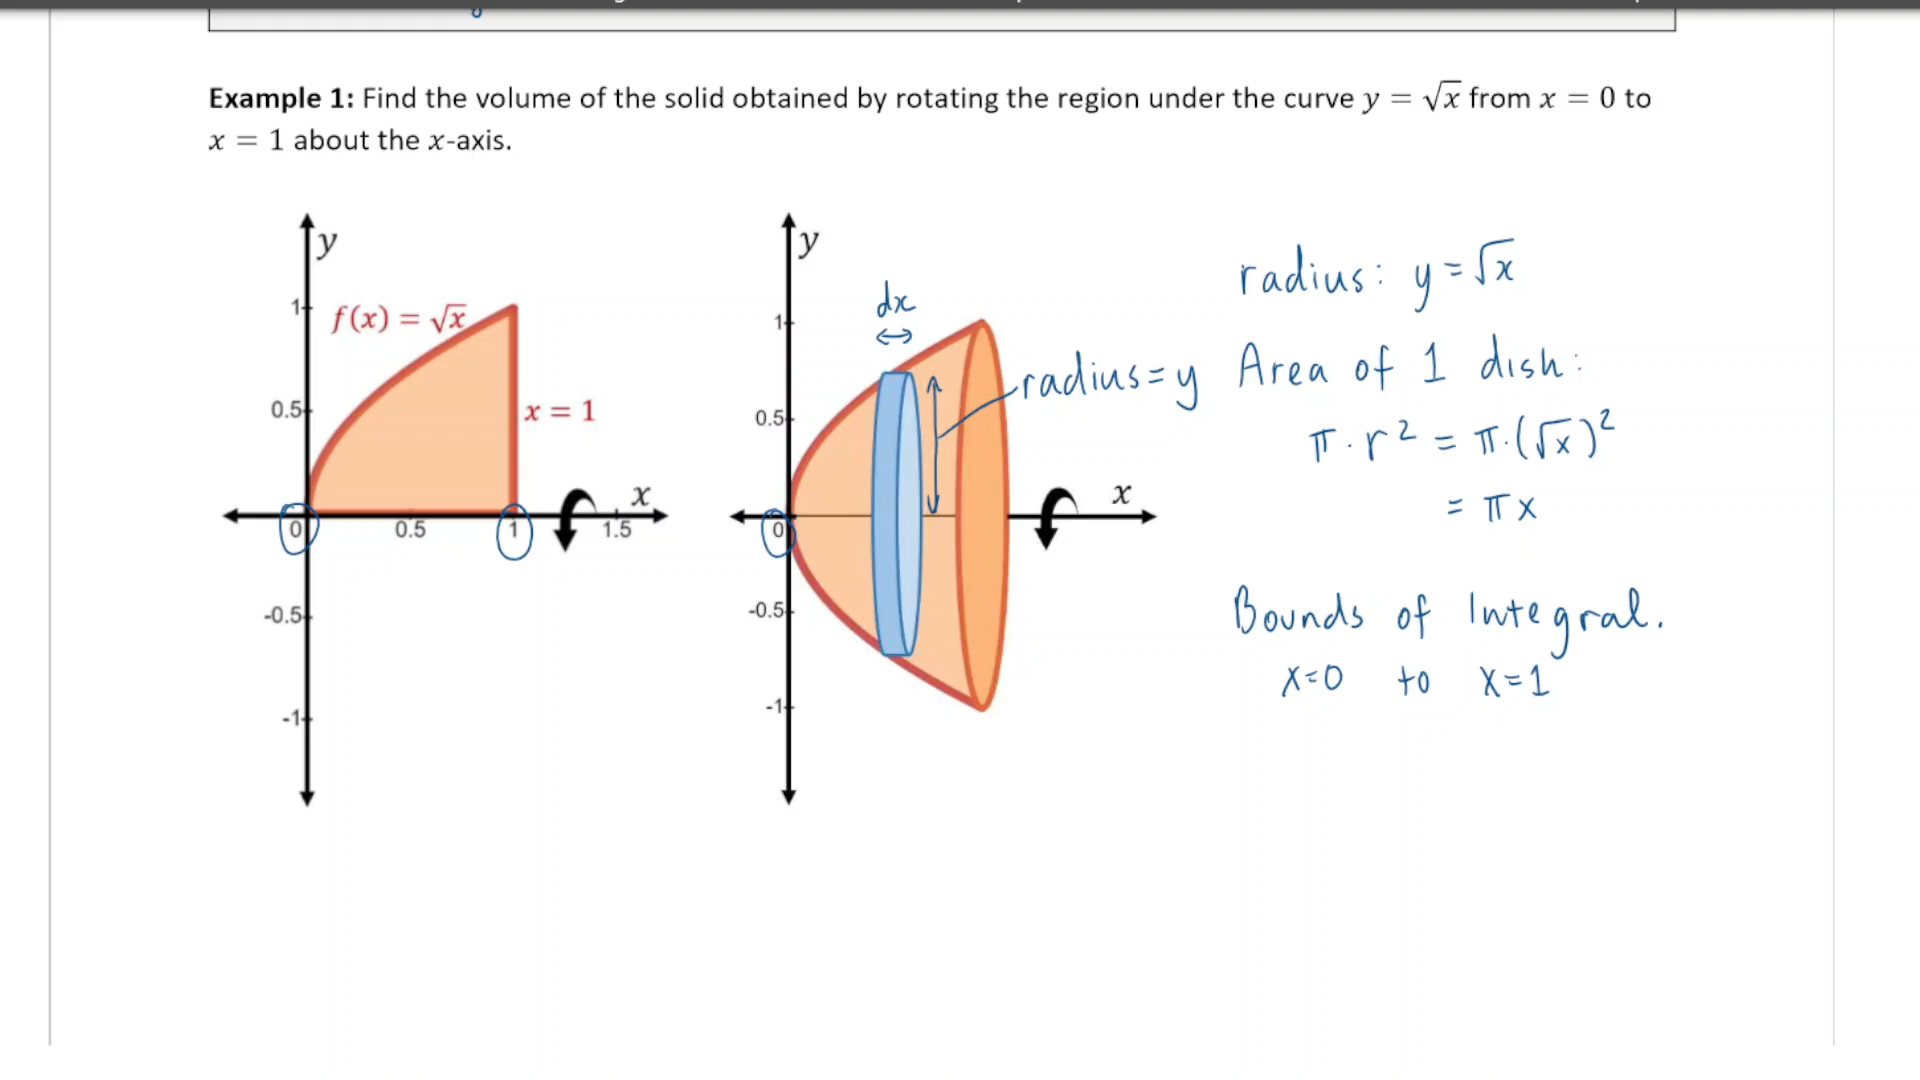 Example 1: Find the volume of the solid obtained by rotating the region under the curve y = √x from x = 0 to
x = 1 about the x-axis.
y
1
f(x) = √x
0.5
x = 1
x
0
0.5
1
1.5
-0.5
-1
y
dx
1
radius=y
0.5
x
0
-0.5
-1
radius: y=√x
Area of 1 dish:
π·r² = π·(√x)²
= πx
Bounds of Integral.
x=0 to x=1